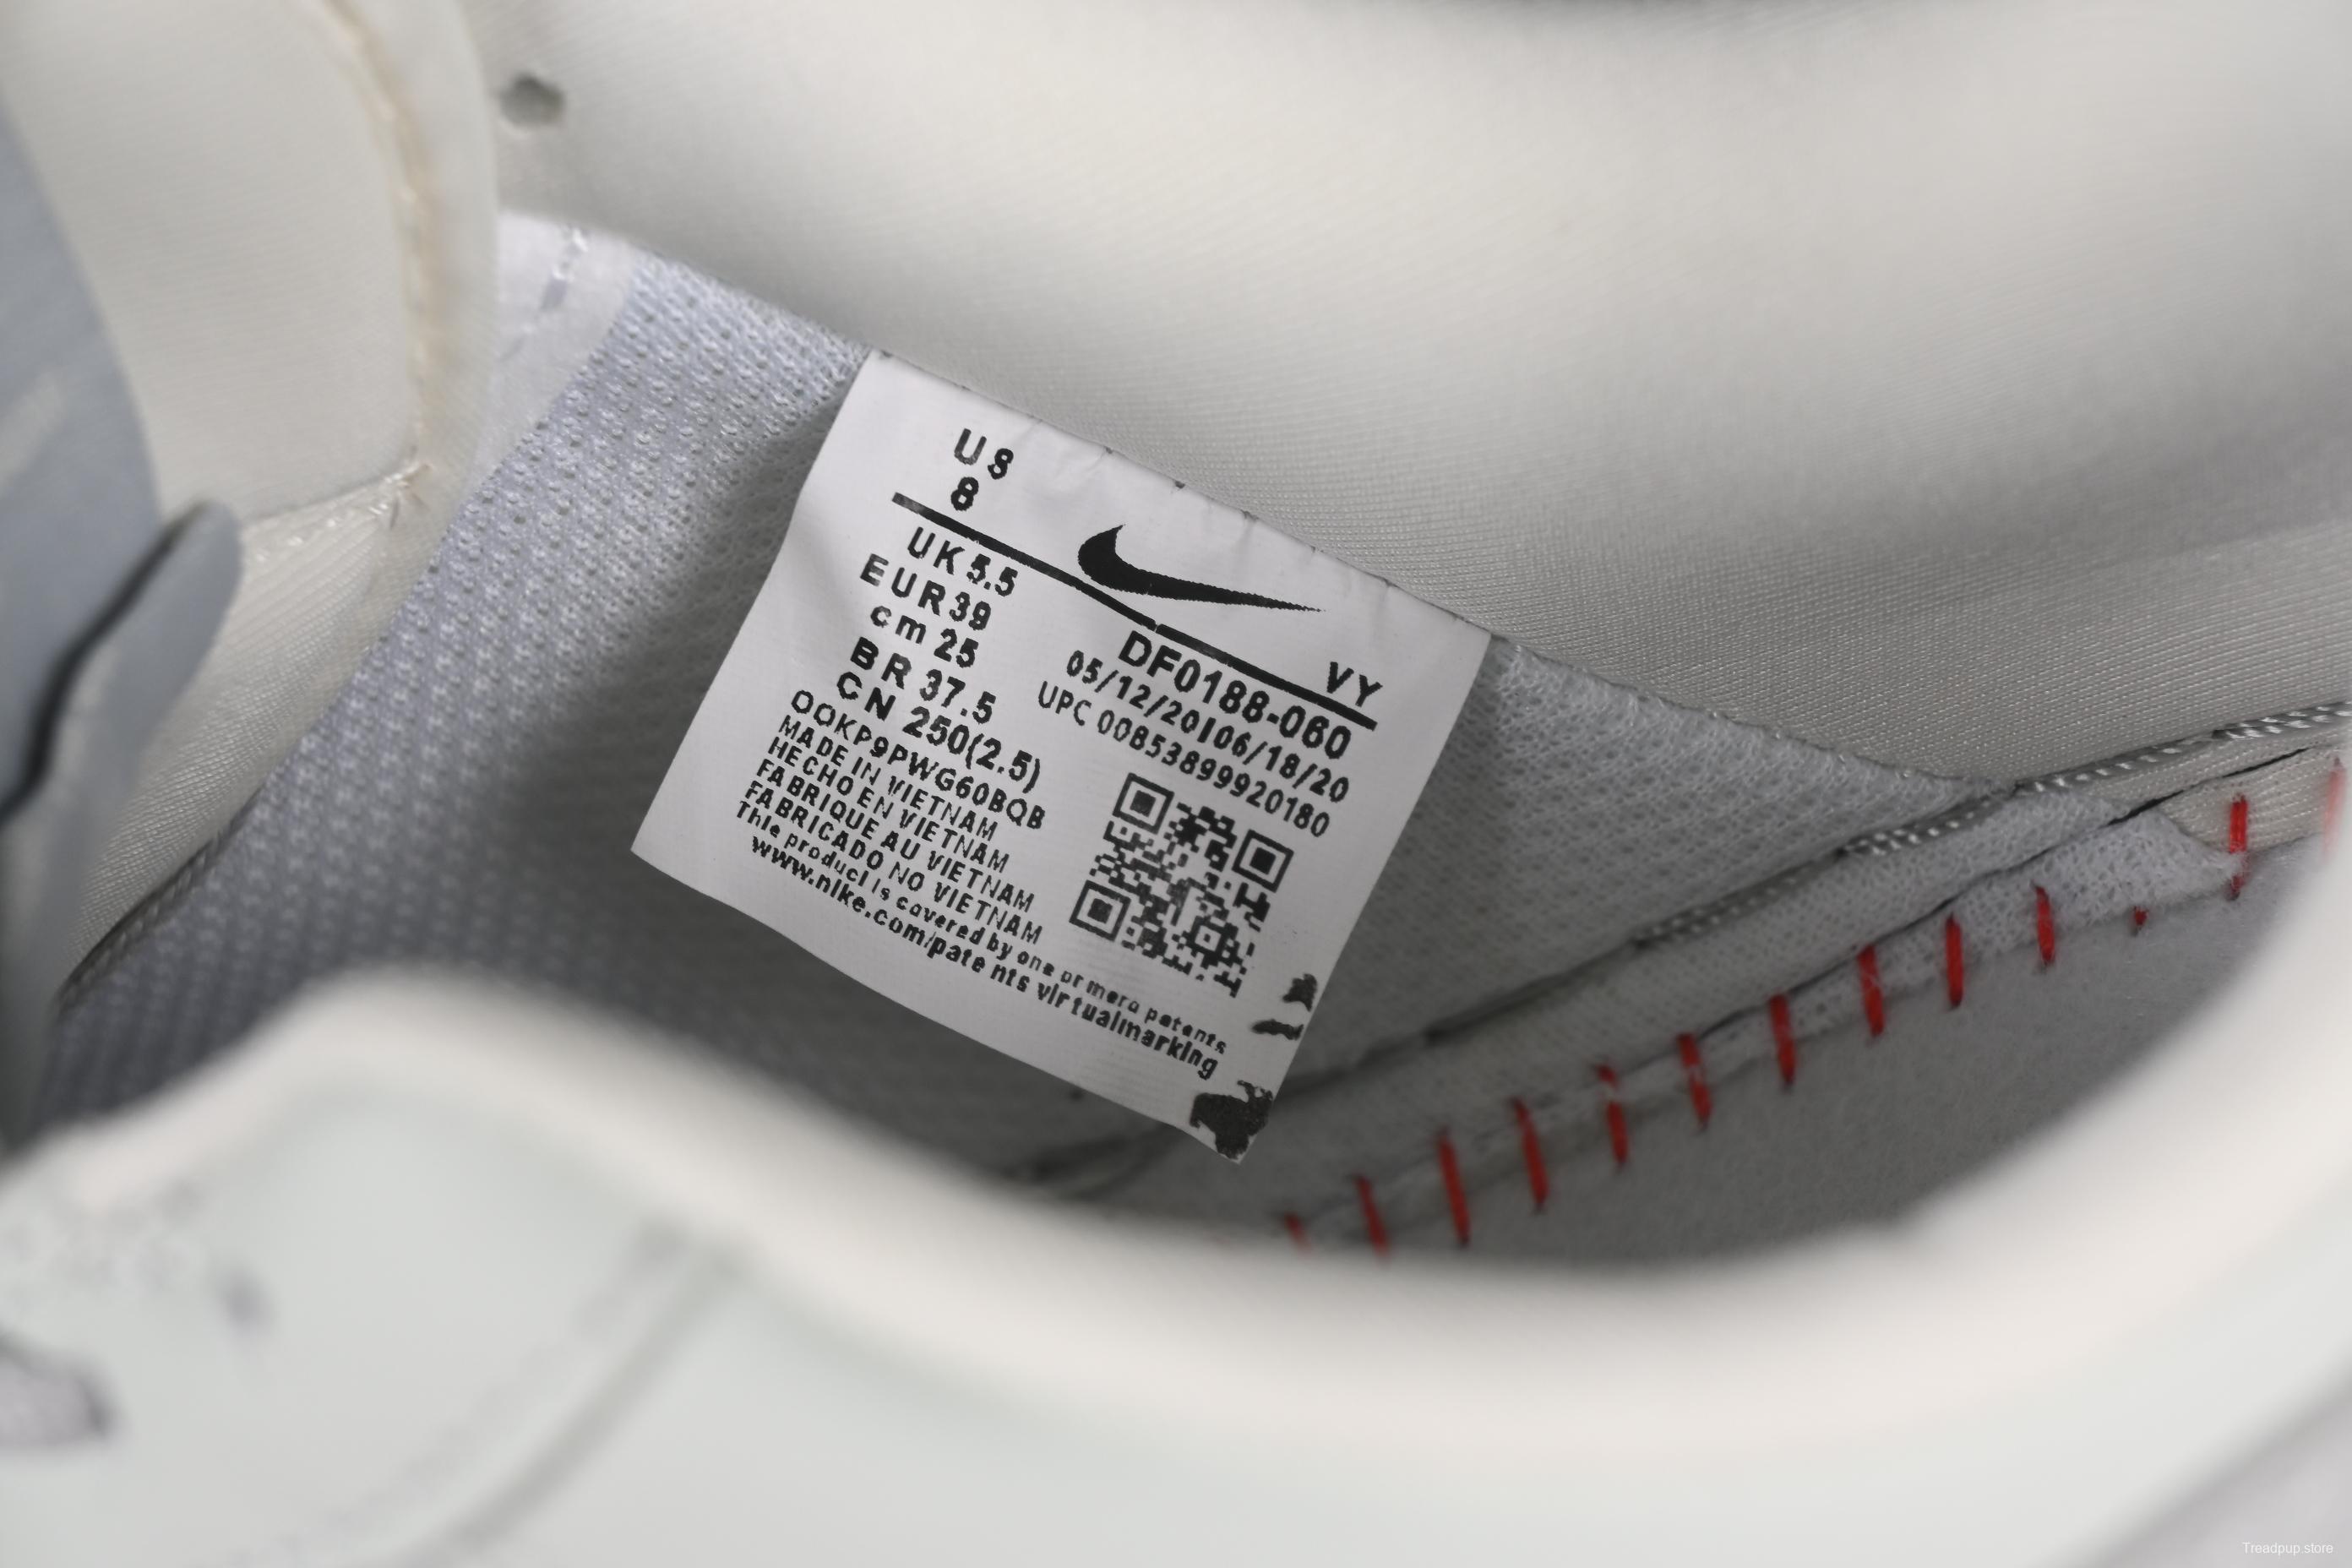 US
8
UK 5.5
EUR 39
cm 25
BR 37.5
CN 250(2.5)
OOKP9PWG60BQB
MADE IN VIETNAM
HECHO EN VIETNAM
FABRIQUE AU VIETNAM
FABRICADO NO VIETNAM
This product is covered by one or mero patents
www.nike.com/patents virtualmarking
VY
DF0188-060
05/12/20|06/18/20
UPC 00B53899920180
Treadpup.store